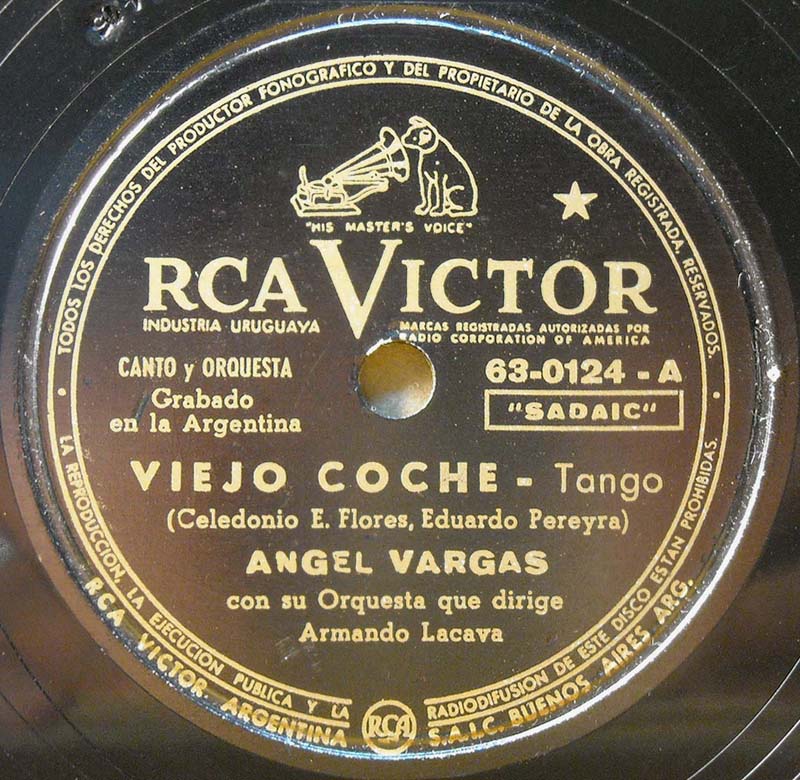 TODOS LOS DERECHOS DEL PRODUCTOR FONOGRAFICO Y DEL PROPIETARIO DE LA OBRA REGISTRADA, RESERVADOS.
"HIS MASTER'S VOICE"
RCA VICTOR
INDUSTRIA URUGUAYA
MARCAS REGISTRADAS AUTORIZADAS POR
RADIO CORPORATION OF AMERICA
CANTO y ORQUESTA
Grabado
en la Argentina
63-0124 - A
"SADAIC"
VIEJO COCHE - Tango
(Celedonio E. Flores, Eduardo Pereyra)
ANGEL VARGAS
con su Orquesta que dirige
Armando Lacava
LA REPRODUCCION, LA EJECUCION PUBLICA Y LA RADIODIFUSION DE ESTE DISCO ESTAN PROHIBIDAS.
RCA VICTOR ARGENTINA RCA S.A.I.C. BUENOS AIRES ARG.